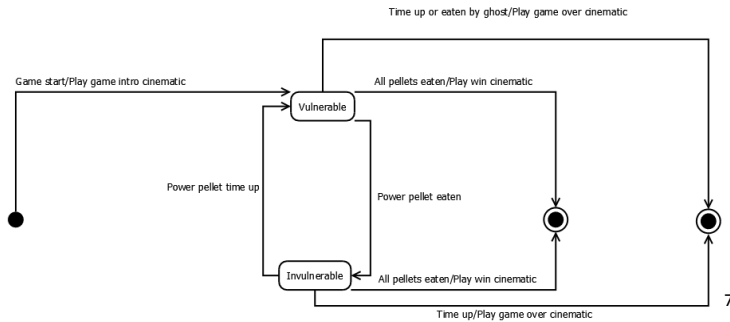 Time up or eaten by ghost/Play game over cinematic
Game start/Play game intro cinematic
All pellets eaten/Play win cinematic
Vulnerable
Power pellet time up
Power pellet eaten
Invulnerable
All pellets eaten/Play win cinematic
Time up/Play game over cinematic
7